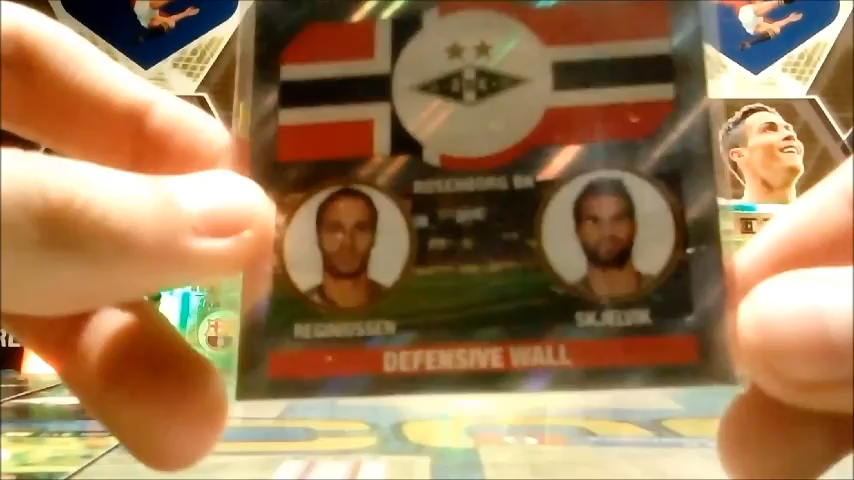 ROSENBORG BK
REGINIUSSEN
SKJELVIK
DEFENSIVE WALL